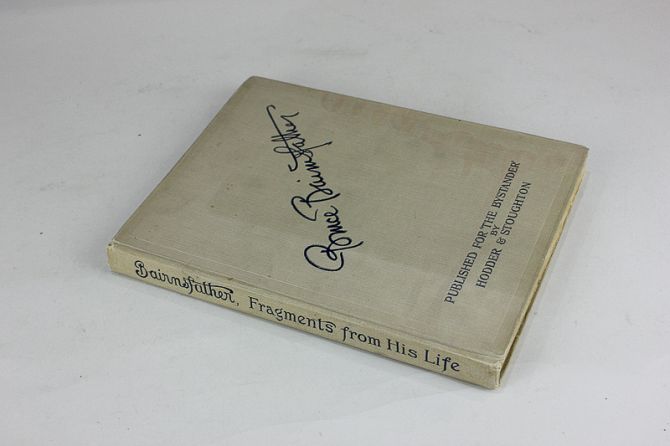 Bruce Bairnsfather
PUBLISHED FOR 'THE BYSTANDER'
BY
HODDER & STOUGHTON
Bairnsfather, Fragments from His Life